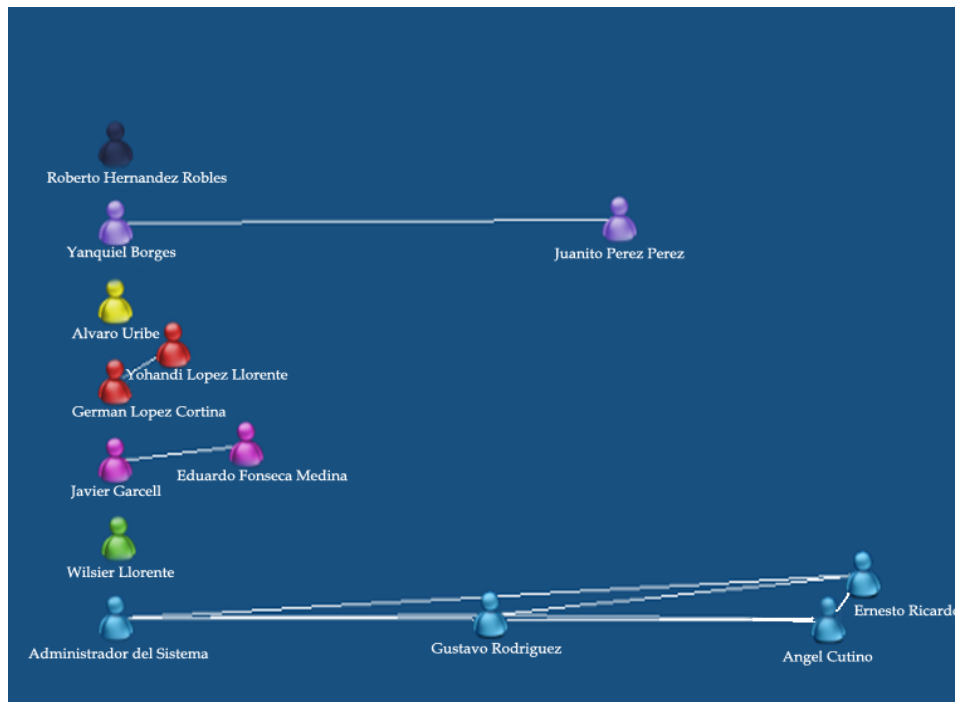 Roberto Hernandez Robles
Yanquiel Borges
Juanito Perez Perez
Alvaro Uribe
Yohandi Lopez Llorente
German Lopez Cortina
Eduardo Fonseca Medina
Javier Garcell
Wilsier Llorente
Ernesto Ricardo
Gustavo Rodriguez
Administrador del Sistema
Angel Cutino